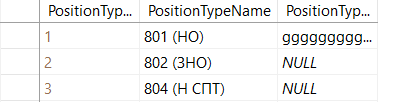 PositionTyp... PositionTypeName PositionTyp...
1 801 (НО) ggggggggg...
2 802 (ЗНО) NULL
3 804 (Н СПТ) NULL